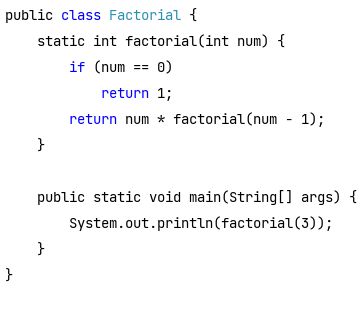 public class Factorial {
    static int factorial(int num) {
        if (num == 0)
            return 1;
        return num * factorial(num - 1);
    }

    public static void main(String[] args) {
        System.out.println(factorial(3));
    }
}